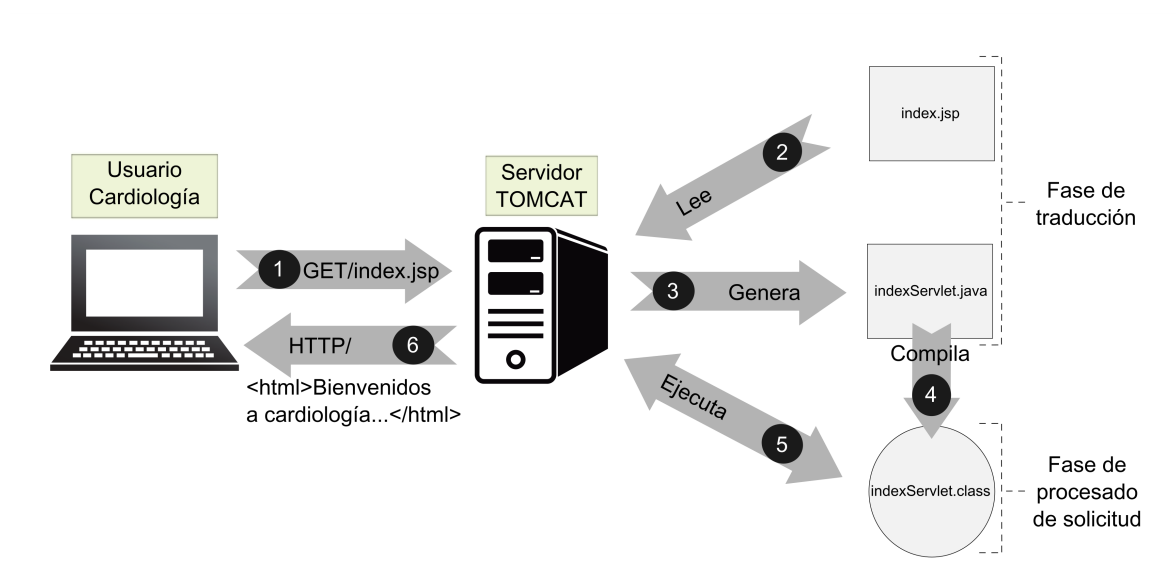 Usuario
Cardiología
Servidor
TOMCAT
1 GET/index.jsp
6 HTTP/
<html>Bienvenidos
a cardiología...</html>
2
Lee
3 Genera
Ejecuta
5
index.jsp
indexServlet.java
Compila
4
indexServlet.class
Fase de
traducción
Fase de
procesado
de solicitud